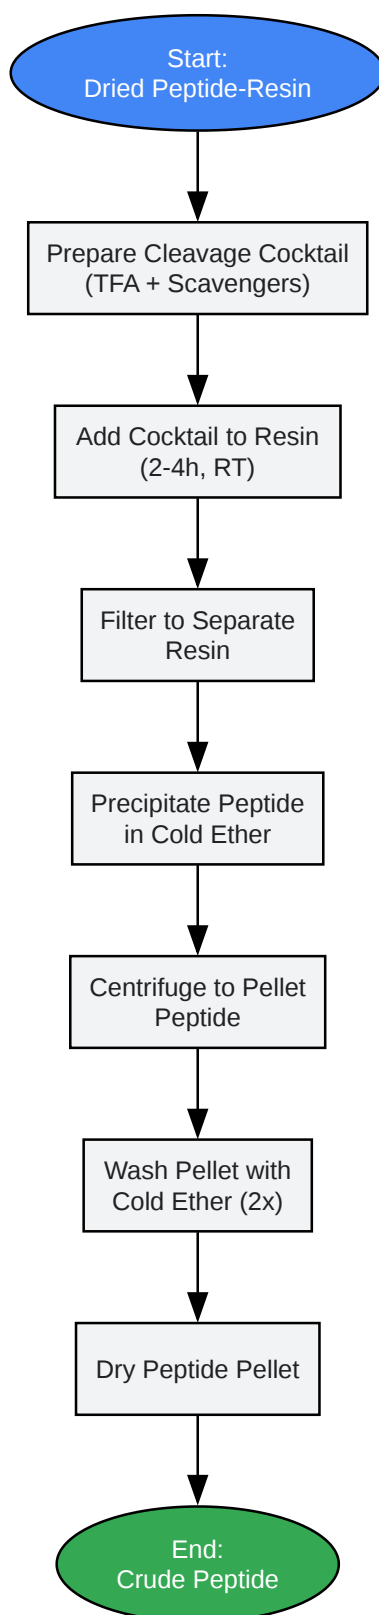 Start:
Dried Peptide-Resin
Prepare Cleavage Cocktail
(TFA + Scavengers)
Add Cocktail to Resin
(2-4h, RT)
Filter to Separate
Resin
Precipitate Peptide
in Cold Ether
Centrifuge to Pellet
Peptide
Wash Pellet with
Cold Ether (2x)
Dry Peptide Pellet
End:
Crude Peptide